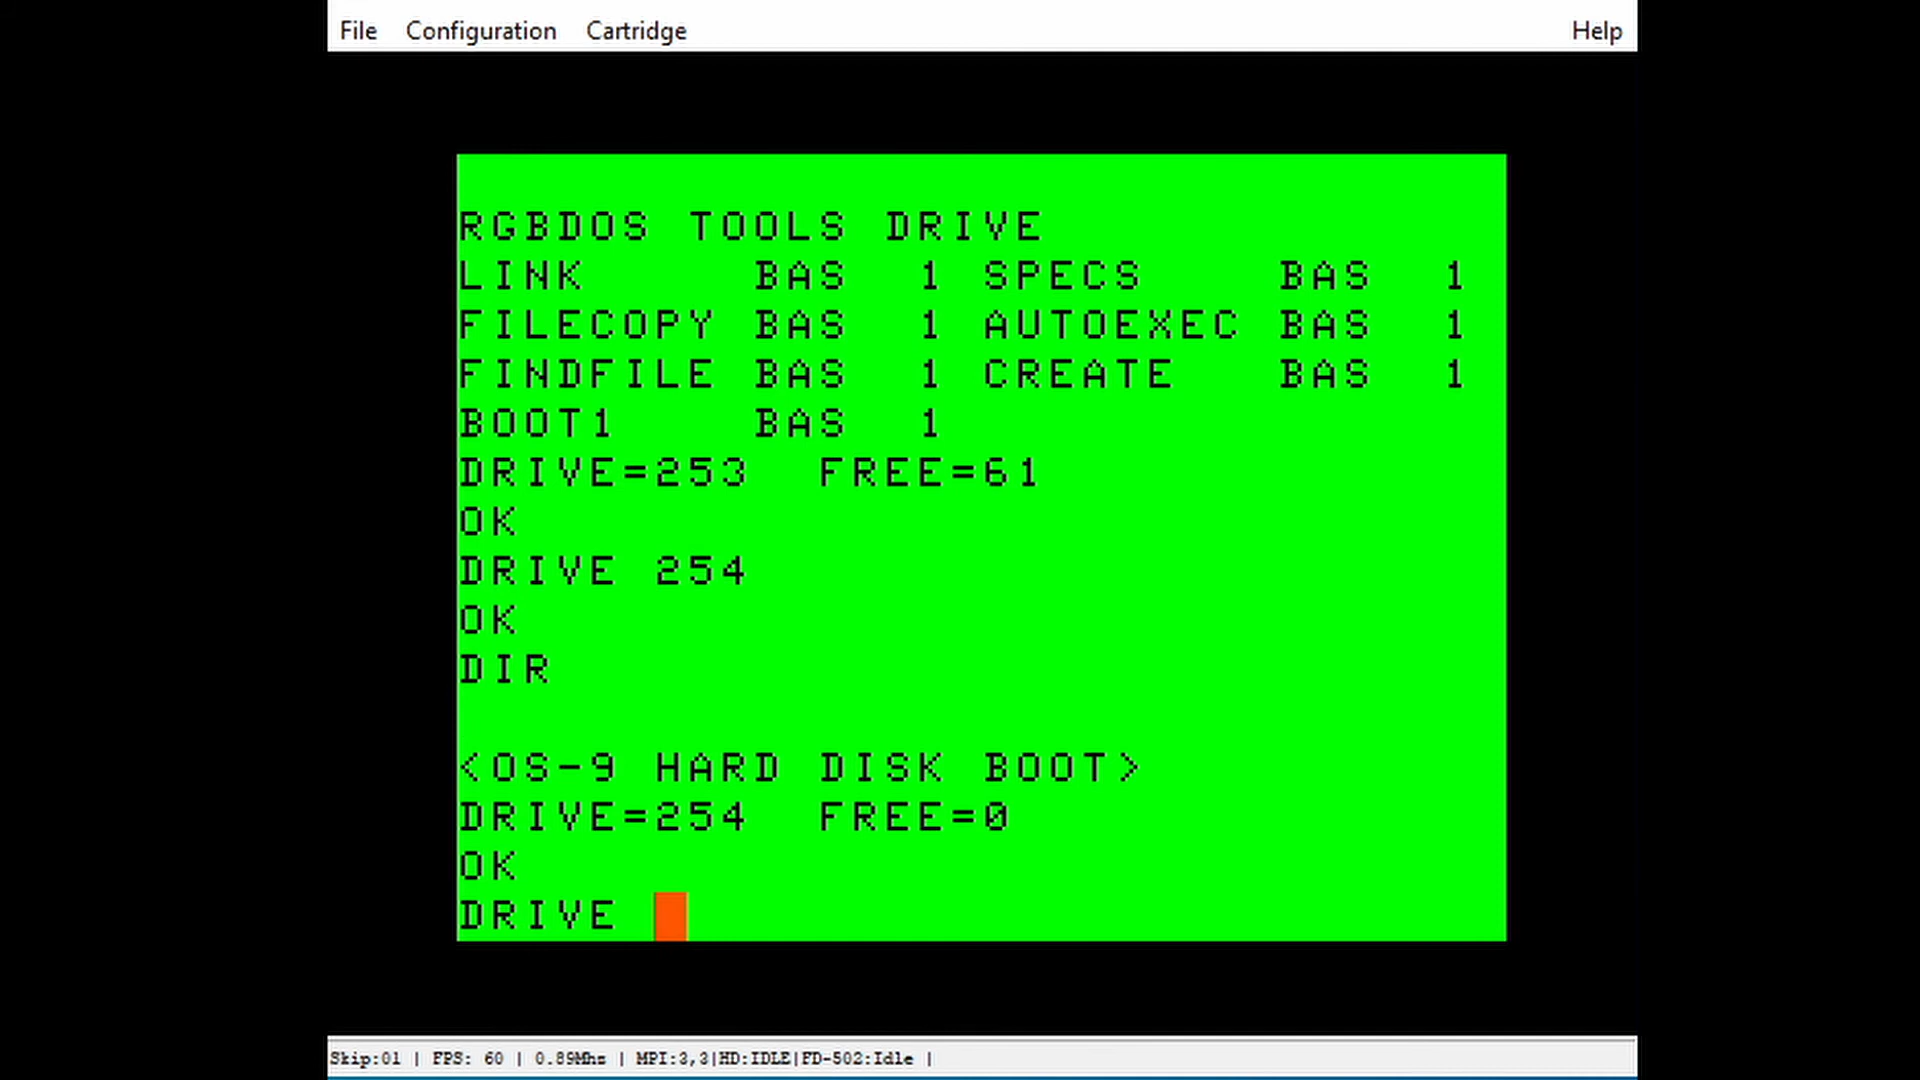 File Configuration Cartridge Help
RGBDOS TOOLS DRIVE
LINK BAS 1 SPECS BAS 1
FILECOPY BAS 1 AUTOEXEC BAS 1
FINDFILE BAS 1 CREATE BAS 1
BOOT1 BAS 1
DRIVE=253 FREE=61
OK
DRIVE 254
OK
DIR
<OS-9 HARD DISK BOOT>
DRIVE=254 FREE=0
OK
DRIVE
Skip:01 | FPS: 60 | 0.89Mhs | MPI:3,3|HD:IDLE|FD-502:Idle |